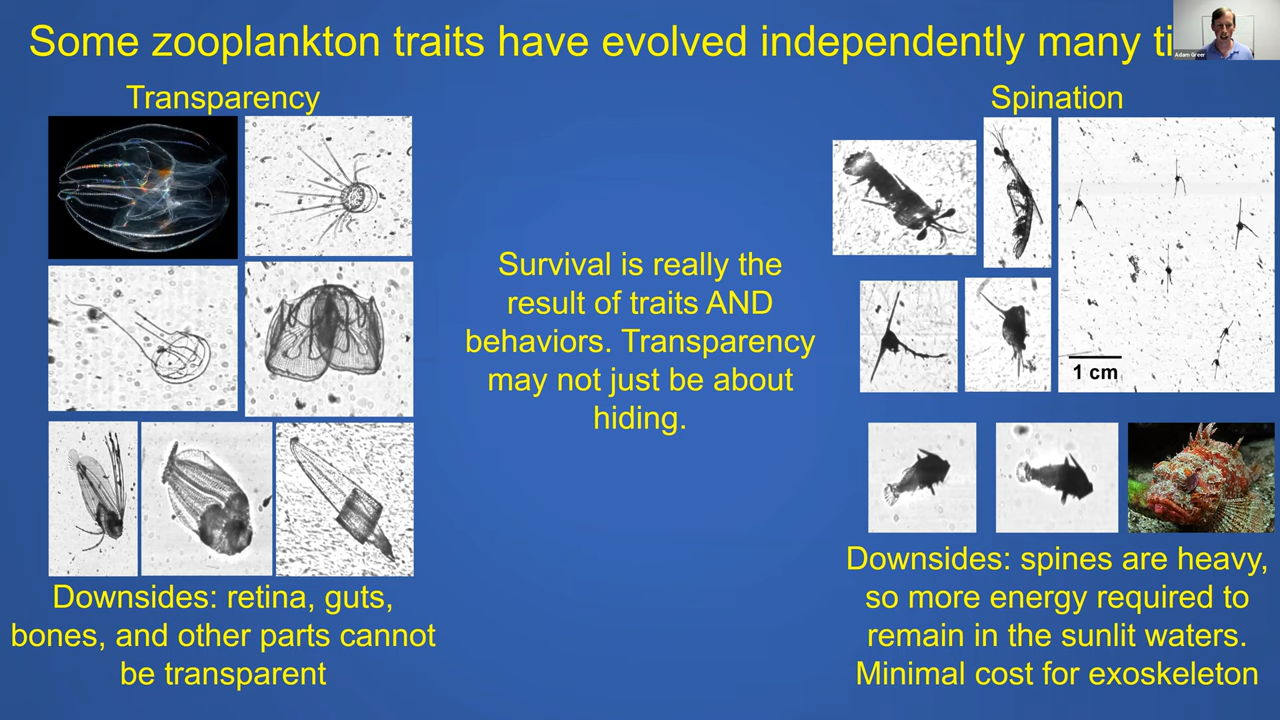 Some zooplankton traits have evolved independently many ti
Adam Greer
Transparency
Spination
Survival is really the
result of traits AND
behaviors. Transparency
may not just be about
hiding.
1 cm
Downsides: retina, guts,
bones, and other parts cannot
be transparent
Downsides: spines are heavy,
so more energy required to
remain in the sunlit waters.
Minimal cost for exoskeleton